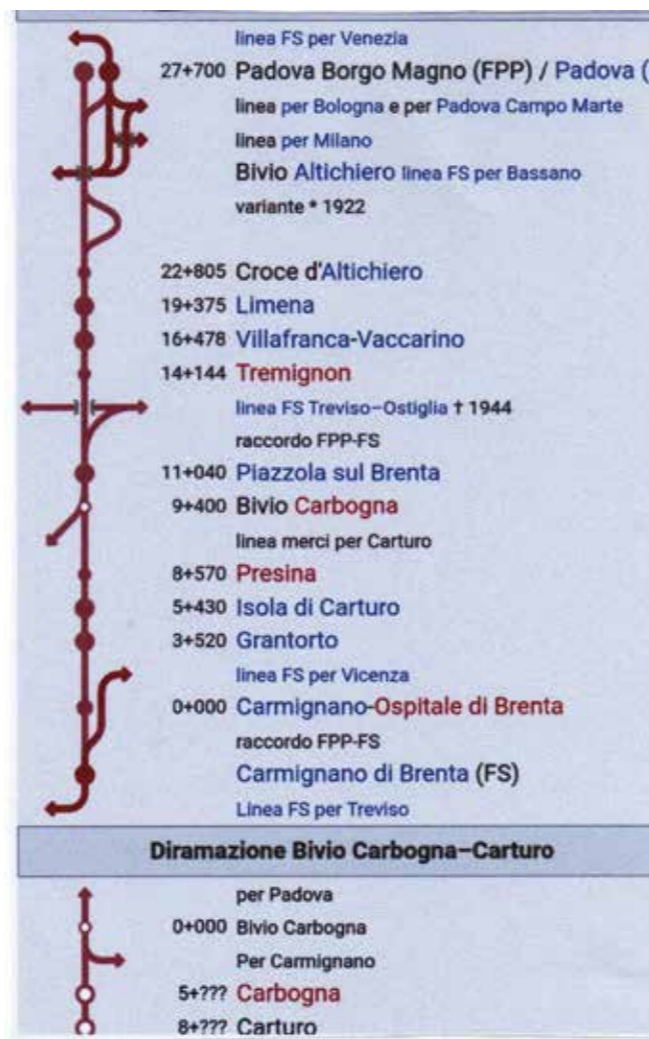 linea FS per Venezia
27+700 Padova Borgo Magno (FPP) / Padova (
linea per Bologna e per Padova Campo Marte
linea per Milano
Bivio Altichiero linea FS per Bassano
variante * 1922
22+805 Croce d'Altichiero
19+375 Limena
16+478 Villafranca-Vaccarino
14+144 Tremignon
linea FS Treviso–Ostiglia † 1944
raccordo FPP-FS
11+040 Piazzola sul Brenta
9+400 Bivio Carbogna
linea merci per Carturo
8+570 Presina
5+430 Isola di Carturo
3+520 Grantorto
linea FS per Vicenza
0+000 Carmignano-Ospitale di Brenta
raccordo FPP-FS
Carmignano di Brenta (FS)
Linea FS per Treviso
Diramazione Bivio Carbogna–Carturo
per Padova
0+000 Bivio Carbogna
Per Carmignano
5+??? Carbogna
8+??? Carturo